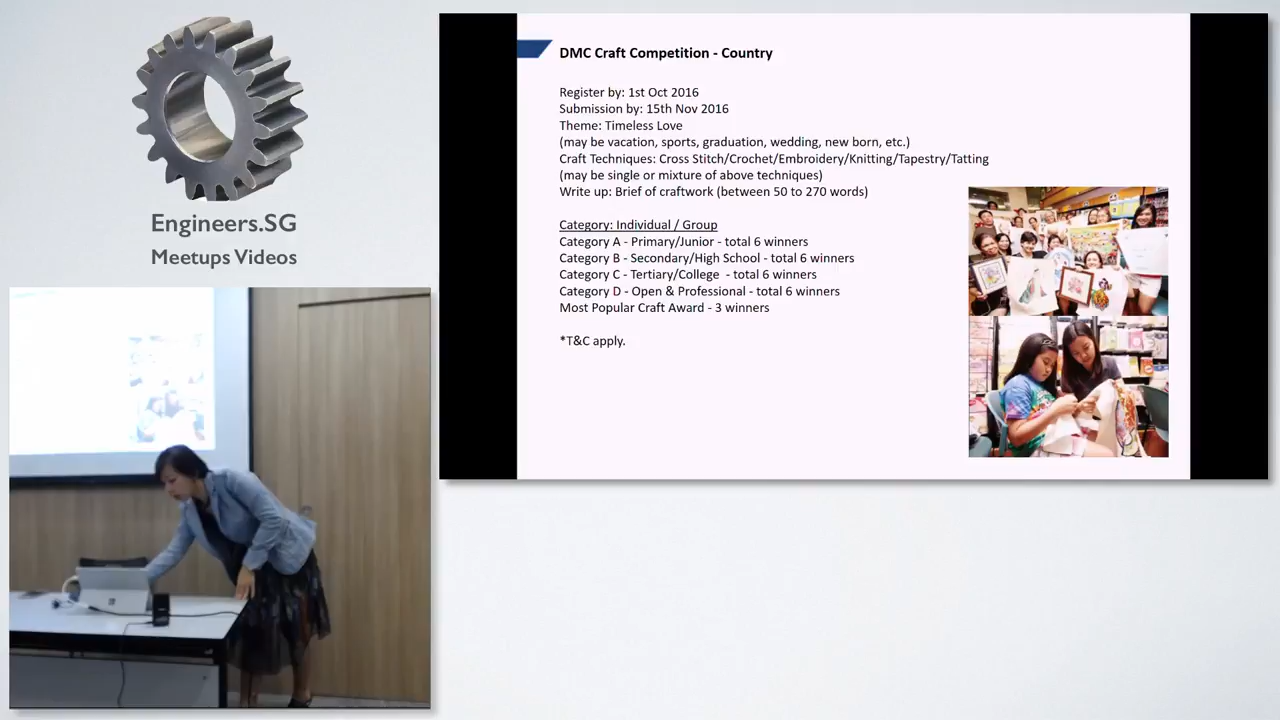 Engineers.SG
Meetups Videos
DMC Craft Competition - Country
Register by: 1st Oct 2016
Submission by: 15th Nov 2016
Theme: Timeless Love
(may be vacation, sports, graduation, wedding, new born, etc.)
Craft Techniques: Cross Stitch/Crochet/Embroidery/Knitting/Tapestry/Tatting
(may be single or mixture of above techniques)
Write up: Brief of craftwork (between 50 to 270 words)
Category: Individual / Group
Category A - Primary/Junior - total 6 winners
Category B - Secondary/High School - total 6 winners
Category C - Tertiary/College - total 6 winners
Category D - Open & Professional - total 6 winners
Most Popular Craft Award - 3 winners
*T&C apply.